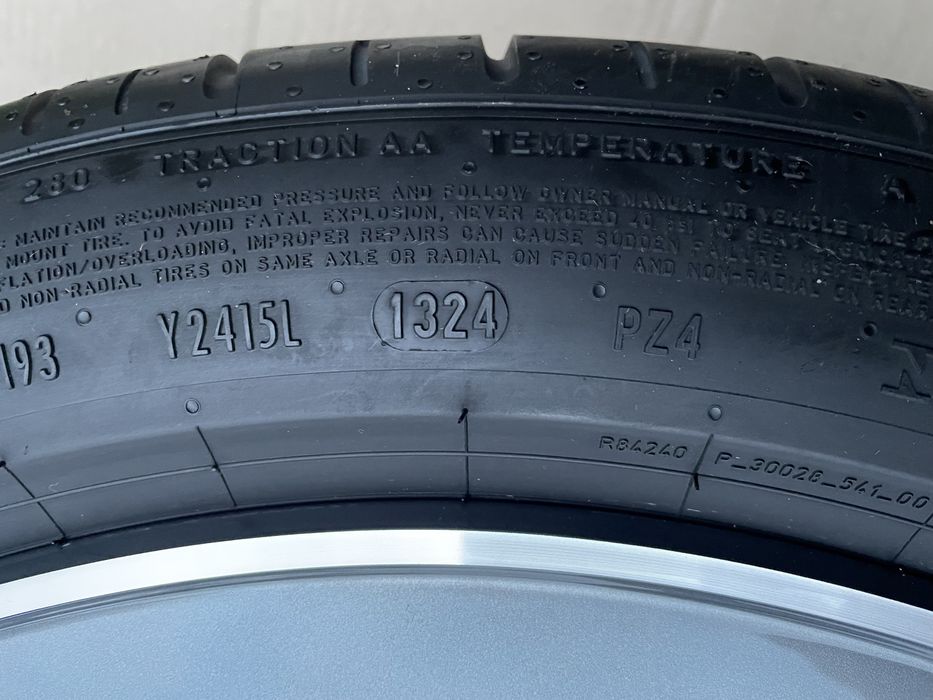 280 TRACTION AA TEMPERATURE A
MAINTAIN RECOMMENDED PRESSURE AND FOLLOW OWNER MANUAL OR VEHICLE TIRE
MOUNT TIRE. TO AVOID FATAL EXPLOSION, NEVER EXCEED 40 PSI TO SEAT
FLATION/OVERLOADING, IMPROPER REPAIRS CAN CAUSE SUDDEN FAILURE.
D NON-RADIAL TIRES ON SAME AXLE OR RADIAL ON FRONT AND NON-RADIAL ON REAR
193 Y2415L 1324 PZ4
R84240 P_30028_541_00